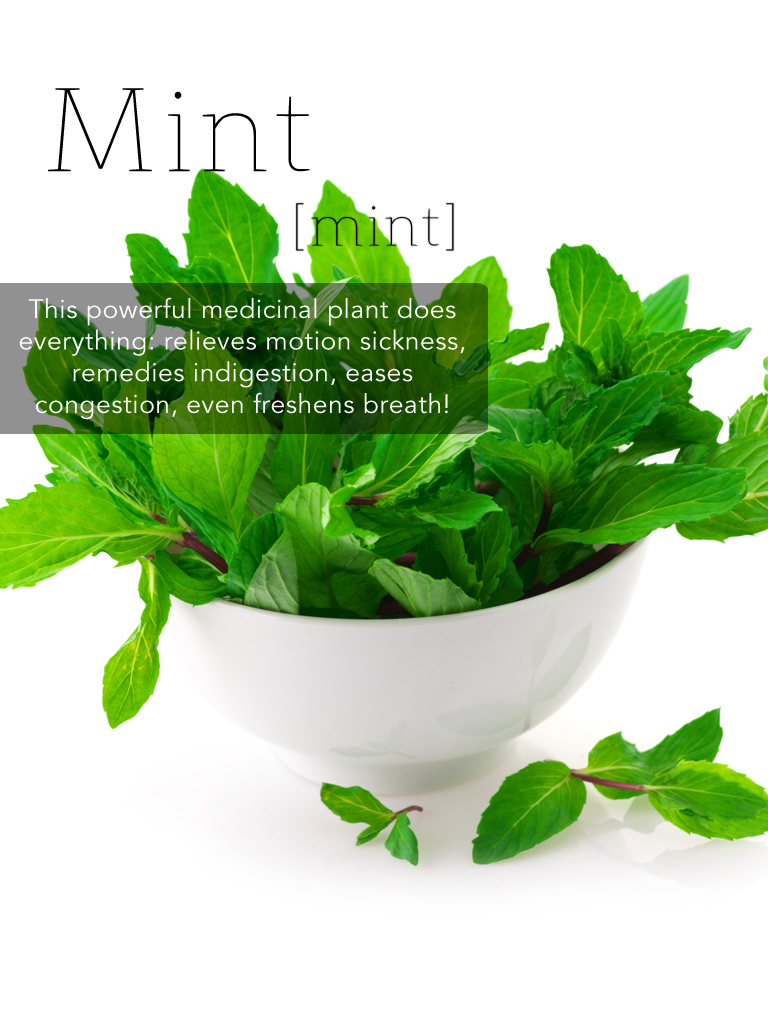 Mint
[mint]
This powerful medicinal plant does
everything: relieves motion sickness,
remedies indigestion, eases
congestion, even freshens breath!